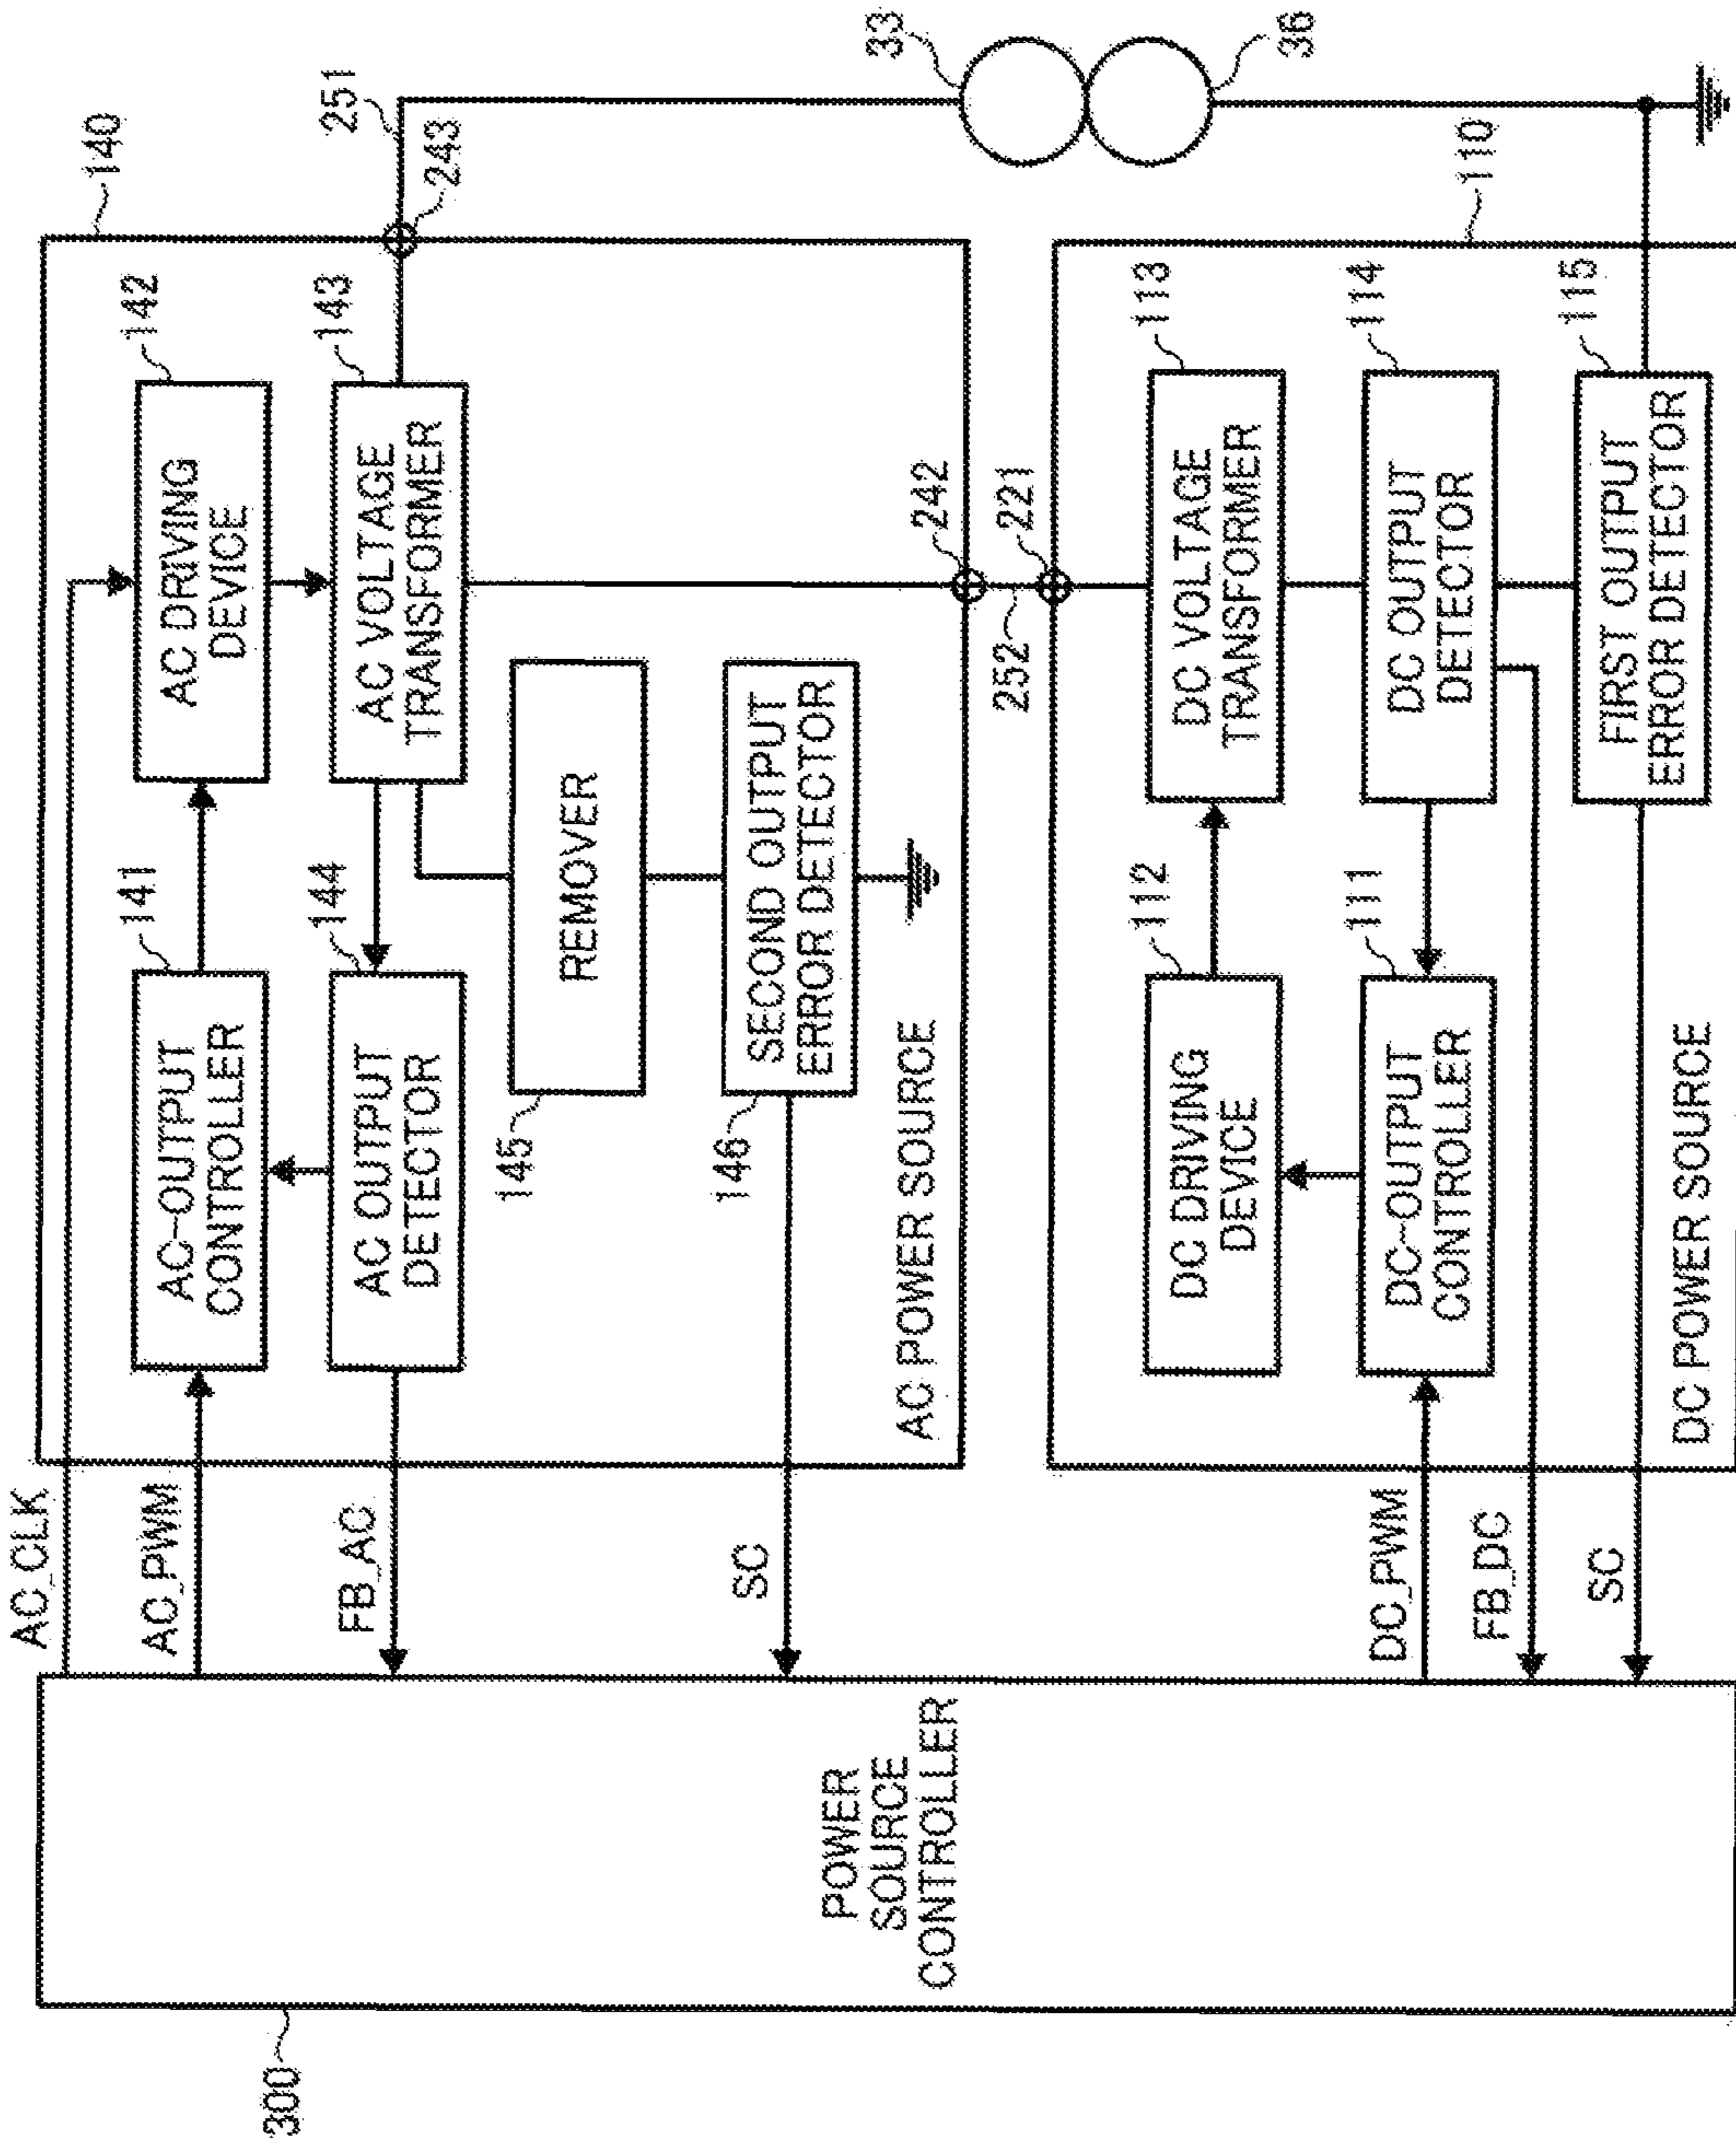 300
POWER
SOURCE
CONTROLLER
AC_CLK
AC_PWM
FB_AC
SC
DC_PWM
FB_DC
SC
140
141
AC-OUTPUT
CONTROLLER
142
AC DRIVING
DEVICE
144
AC OUTPUT
DETECTOR
143
AC VOLTAGE
TRANSFORMER
145
REMOVER
146
SECOND OUTPUT
ERROR DETECTOR
AC POWER SOURCE
251
243
242
252
221
33
36
110
112
DC DRIVING
DEVICE
113
DC VOLTAGE
TRANSFORMER
111
DC-OUTPUT
CONTROLLER
114
DC OUTPUT
DETECTOR
115
FIRST OUTPUT
ERROR DETECTOR
DC POWER SOURCE